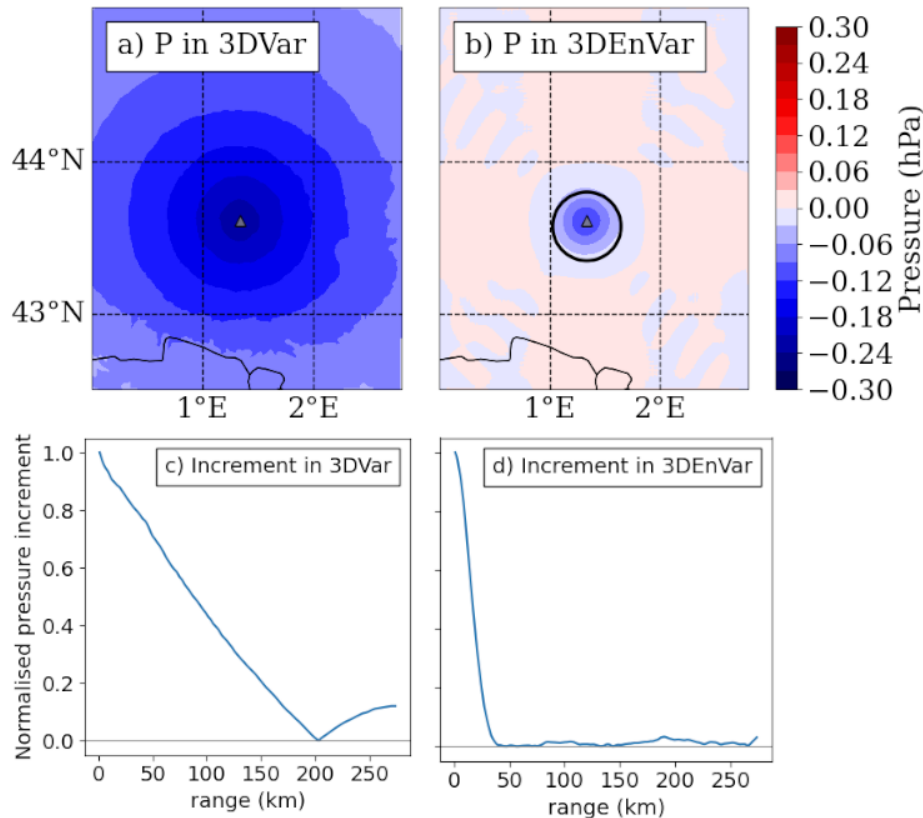 a) P in 3DVar
b) P in 3DEnVar
44°N
43°N
1°E
2°E
1°E
2°E
0.30
0.24
0.18
0.12
0.06
0.00
−0.06
−0.12
−0.18
−0.24
−0.30
Pressure (hPa)
c) Increment in 3DVar
d) Increment in 3DEnVar
Normalised pressure increment
1.0
0.8
0.6
0.4
0.2
0.0
0
50
100
150
200
250
range (km)
0
50
100
150
200
250
range (km)